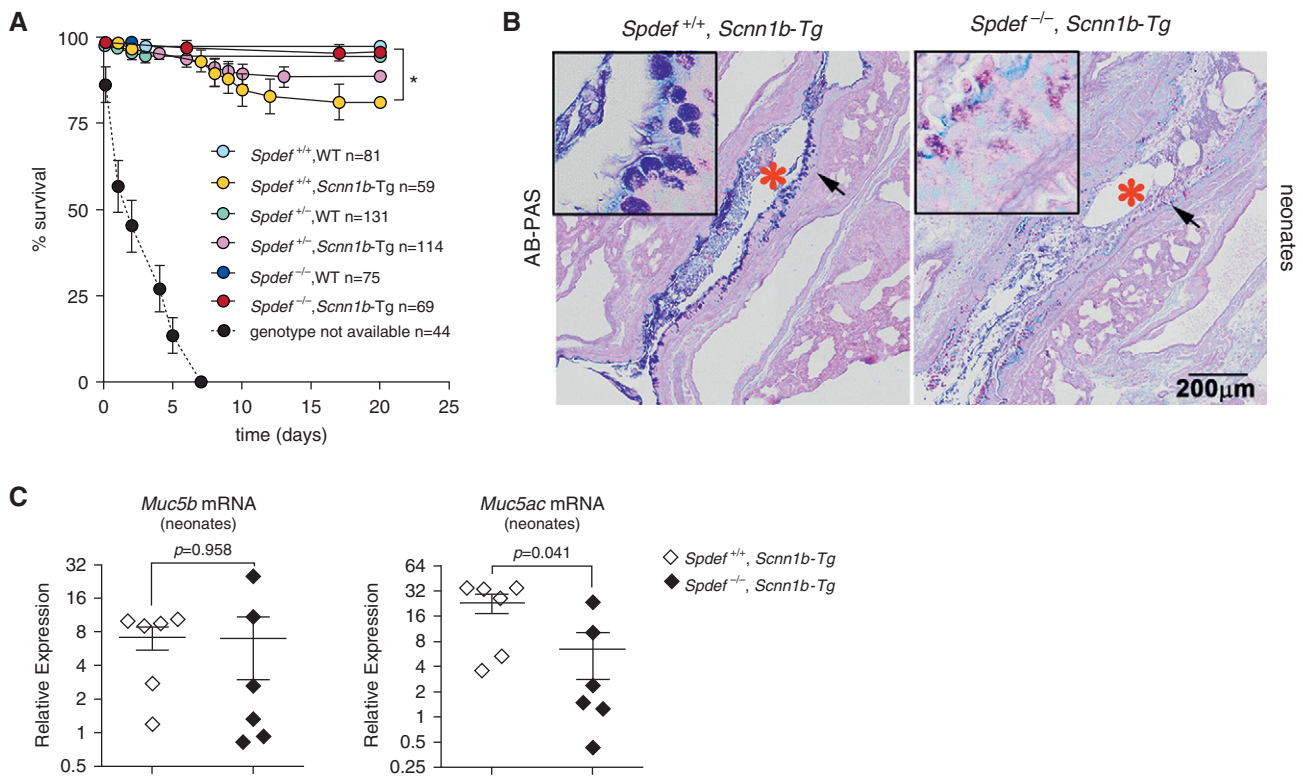 A
100
75
50
25
0
% survival
0 5 10 15 20 25
time (days)
*
Spdef +/+,WT n=81
Spdef +/+,Scnn1b-Tg n=59
Spdef +/-,WT n=131
Spdef +/-,Scnn1b-Tg n=114
Spdef −/−,WT n=75
Spdef −/−,Scnn1b-Tg n=69
genotype not available n=44
B
Spdef +/+, Scnn1b-Tg
Spdef −/−, Scnn1b-Tg
AB-PAS
*
*
neonates
200μm
C
Muc5b mRNA
(neonates)
p=0.958
32
16
8
4
2
1
0.5
Relative Expression
Muc5ac mRNA
(neonates)
p=0.041
64
32
16
8
4
2
1
0.5
0.25
Relative Expression
Spdef +/+, Scnn1b-Tg
Spdef −/−, Scnn1b-Tg